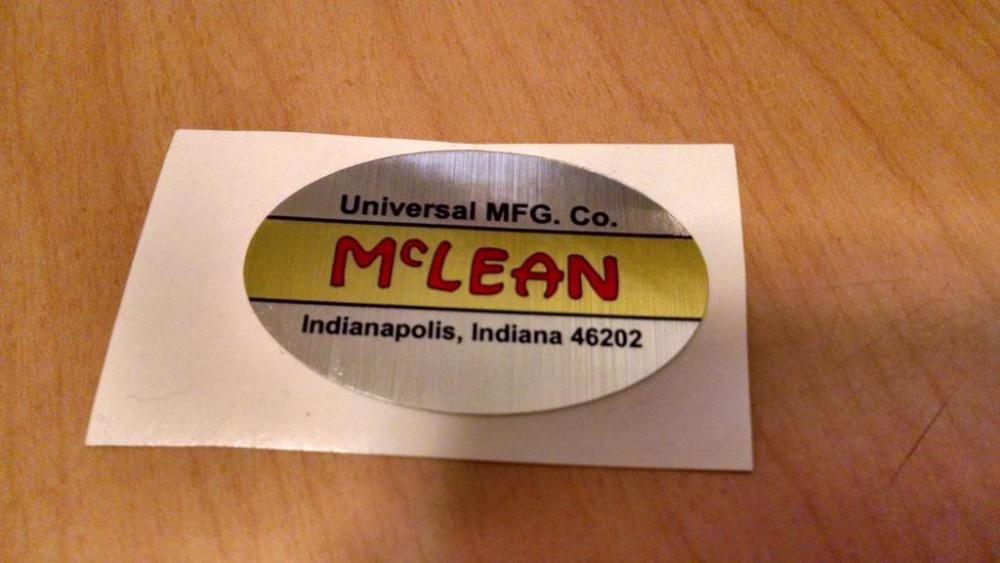 Universal MFG. Co.
McLEAN
Indianapolis, Indiana 46202